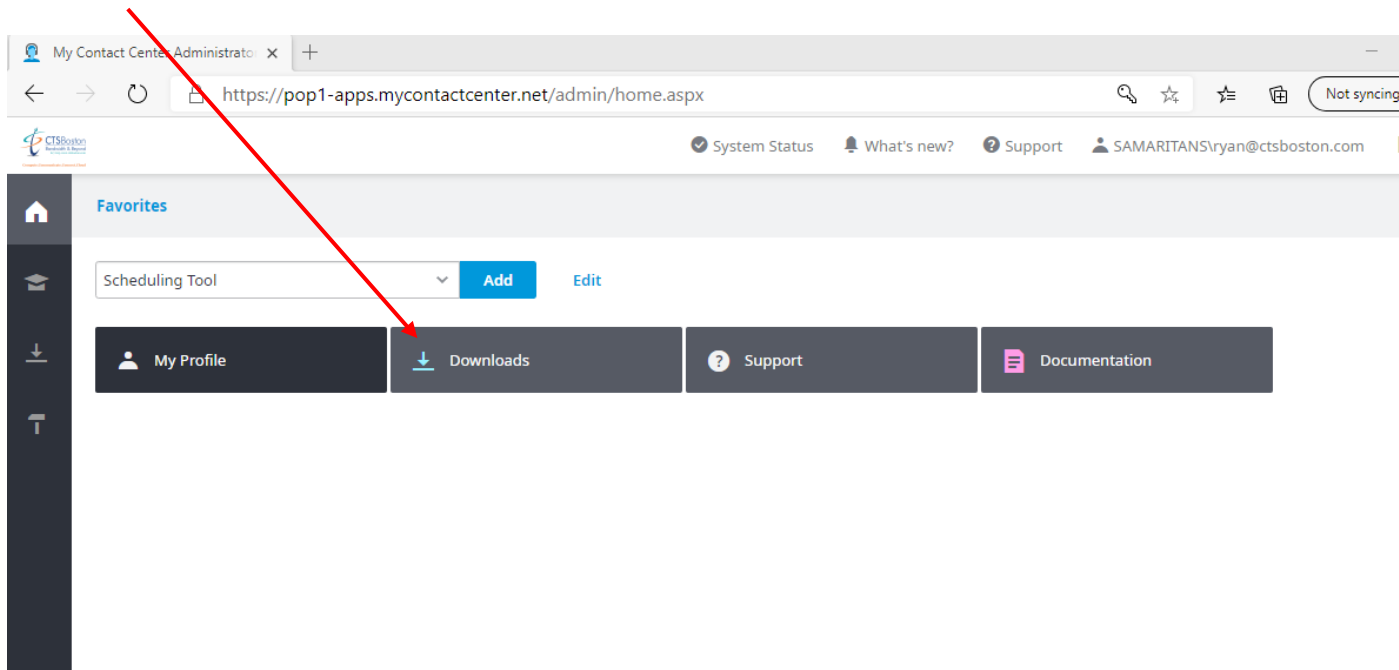 My Contact Center Administrato
https://pop1-apps.mycontactcenter.net/admin/home.aspx
Not syncing
CTSBoston
System Status
What's new?
Support
SAMARITANS\ryan@ctsboston.com
Favorites
Scheduling Tool
Add
Edit
My Profile
Downloads
Support
Documentation